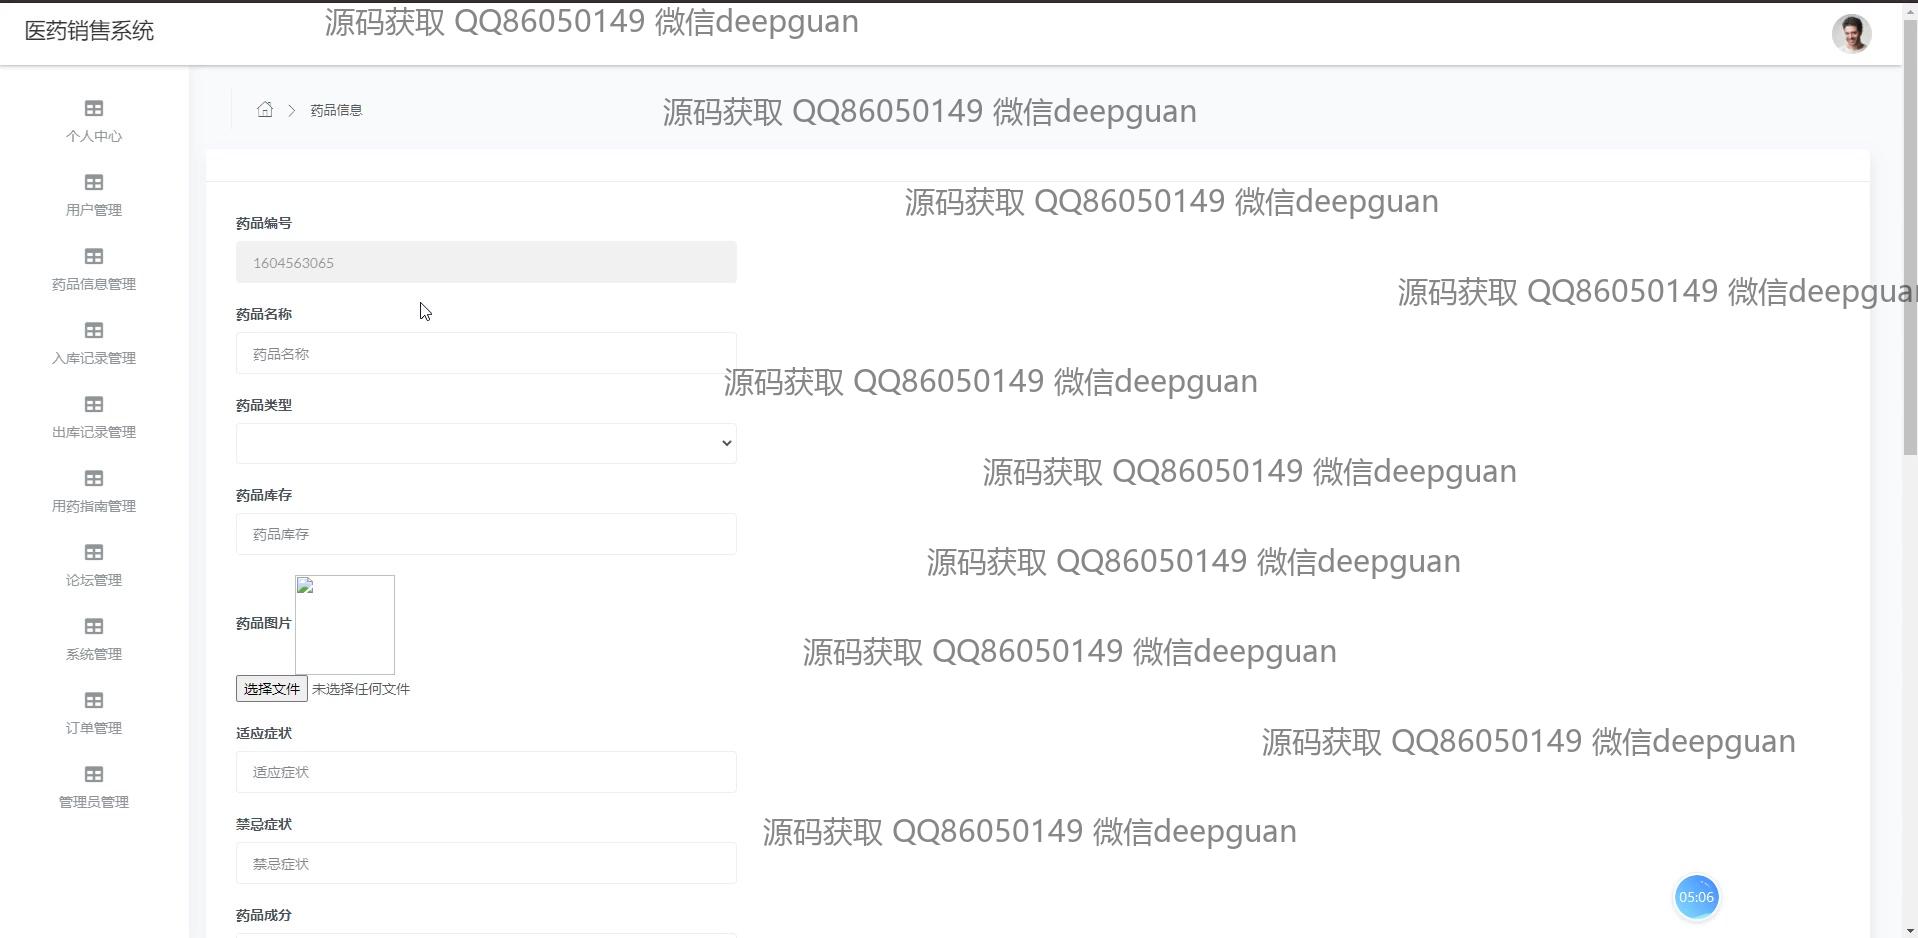 医药销售系统
源码获取 QQ86050149 微信deepguan
药品信息
源码获取 QQ86050149 微信deepguan
个人中心
用户管理
药品信息管理
入库记录管理
出库记录管理
用药指南管理
论坛管理
系统管理
订单管理
管理员管理
源码获取 QQ86050149 微信deepguan
药品编号
1604563065
源码获取 QQ86050149 微信deepguan
药品名称
药品名称
源码获取 QQ86050149 微信deepguan
药品类型
源码获取 QQ86050149 微信deepguan
药品库存
药品库存
源码获取 QQ86050149 微信deepguan
药品图片
源码获取 QQ86050149 微信deepguan
选择文件 未选择任何文件
适应症状
源码获取 QQ86050149 微信deepguan
适应症状
禁忌症状
源码获取 QQ86050149 微信deepguan
禁忌症状
药品成分
05:06